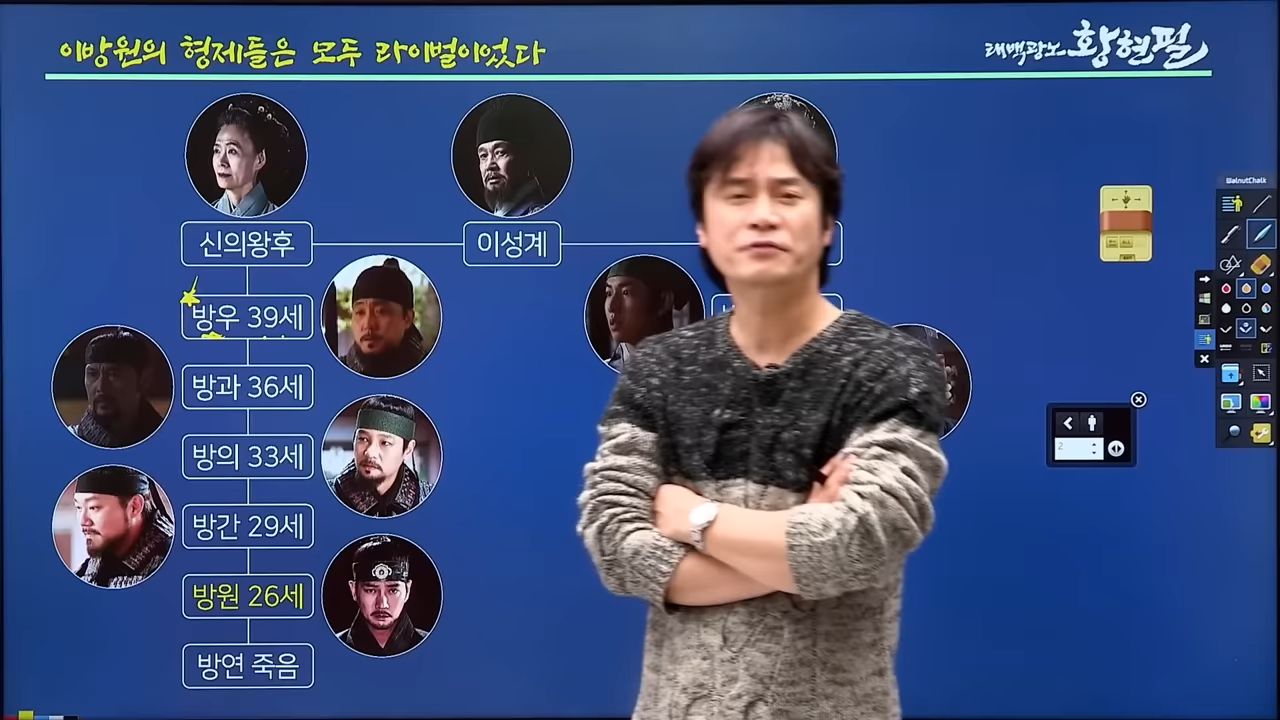 이방원의 형제들은 모두 라이벌이었다
태백광노 황현필
신의왕후
이성계
방우 39세
방과 36세
방의 33세
방간 29세
방원 26세
방연 죽음
WalnutChalk
2